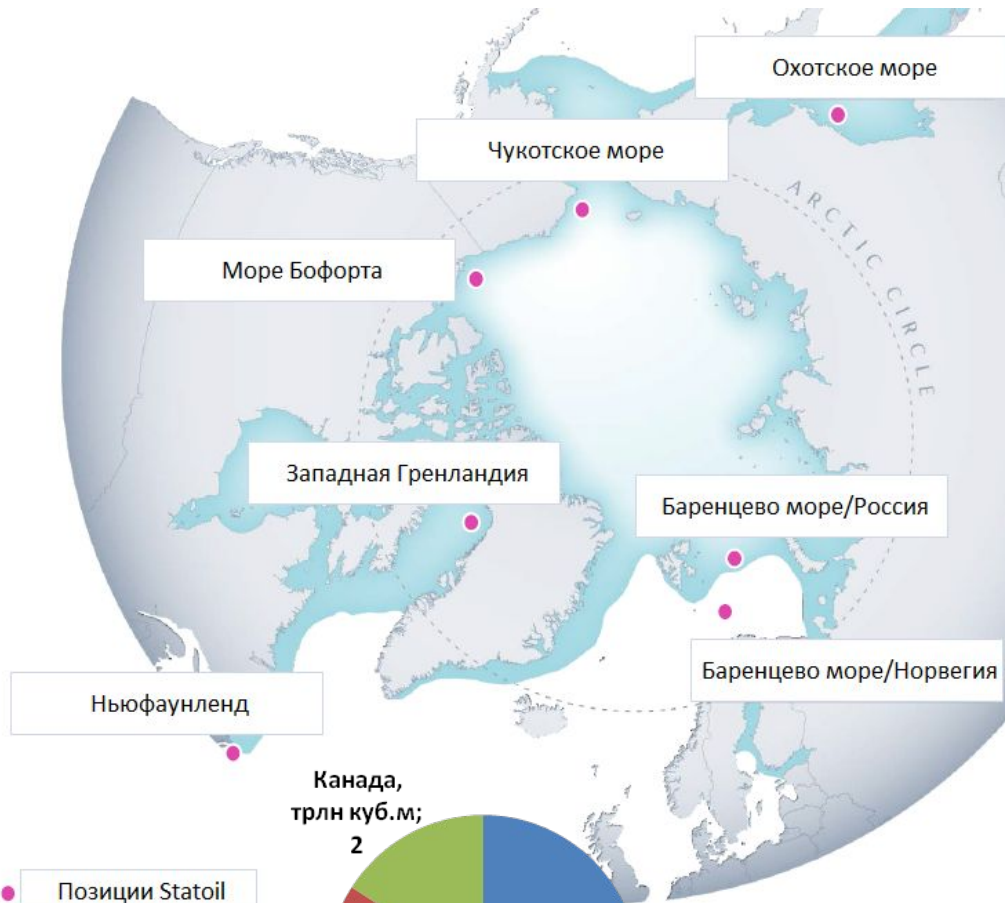 Охотское море
Чукотское море
ARCTIC CIRCLE
Море Бофорта
Западная Гренландия
Баренцево море/Россия
Баренцево море/Норвегия
Ньюфаунленд
Канада,
трлн куб.м;
2
Позиции Statoil